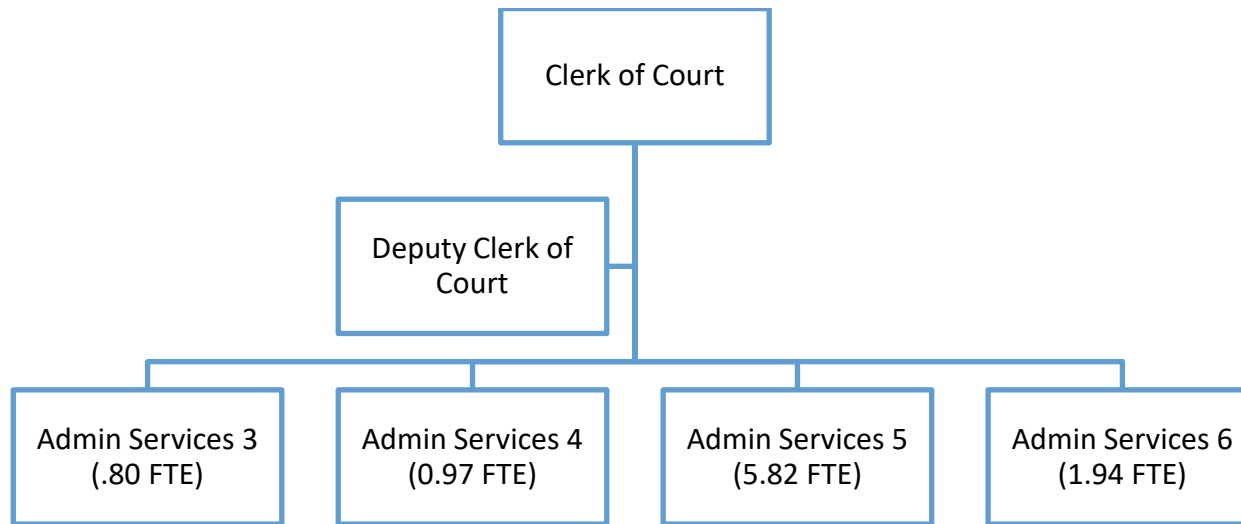 Clerk of Court
Deputy Clerk of
Court
Admin Services 3
(.80 FTE)
Admin Services 4
(0.97 FTE)
Admin Services 5
(5.82 FTE)
Admin Services 6
(1.94 FTE)